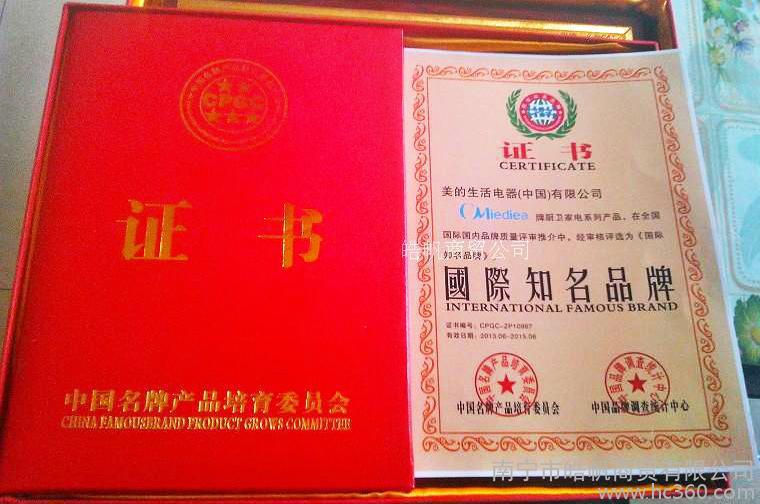 CPGC
证 书
中国名牌产品培育委员会
CHINA FAMOUSBRAND PRODUCT GROWS COMMITTEE
证 书
CERTIFICATE
美的生活电器(中国)有限公司
Miediea 牌厨卫家电系列产品，在全国
国际国内品牌质量评审推介中，经审核评选为《国际
知名品牌》
國際知名品牌
INTERNATIONAL FAMOUS BRAND
证书编号：CPGC-ZP10987
有效日期：2013.06-2015.06
中国名牌产品培育委员会
中国品牌调查统计中心
皓帆商贸公司
南宁市皓帆商贸有限公司
www.hc360.com